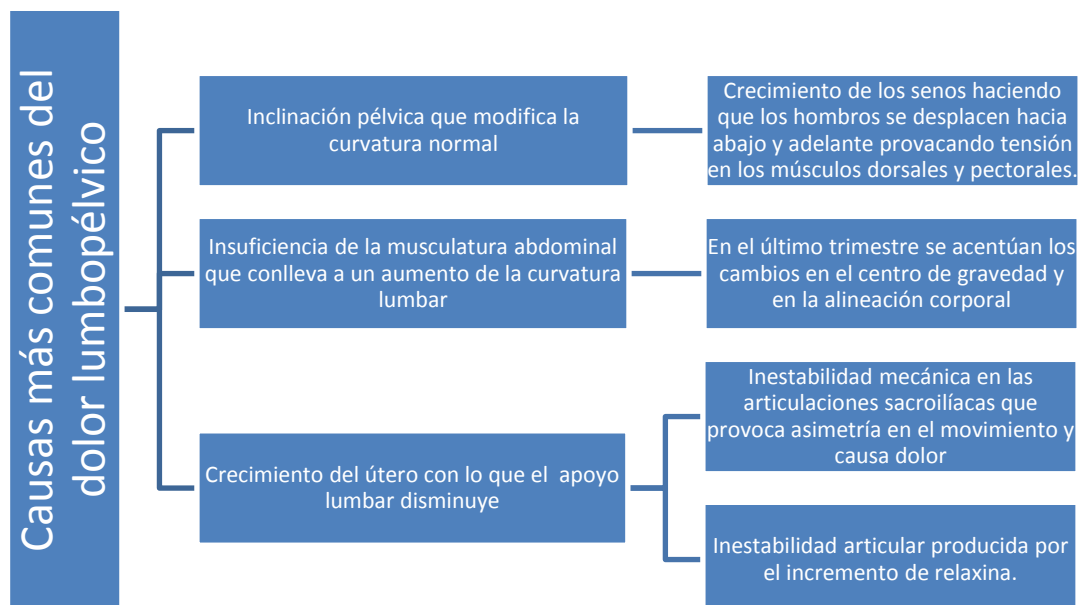 Causas más comunes del
dolor lumbopélvico
Inclinación pélvica que modifica la
curvatura normal
Crecimiento de los senos haciendo
que los hombros se desplacen hacia
abajo y adelante provacando tensión
en los músculos dorsales y pectorales.
Insuficiencia de la musculatura abdominal
que conlleva a un aumento de la curvatura
lumbar
En el último trimestre se acentúan los
cambios en el centro de gravedad y
en la alineación corporal
Crecimiento del útero con lo que el apoyo
lumbar disminuye
Inestabilidad mecánica en las
articulaciones sacroilíacas que
provoca asimetría en el movimiento y
causa dolor
Inestabilidad articular producida por
el incremento de relaxina.